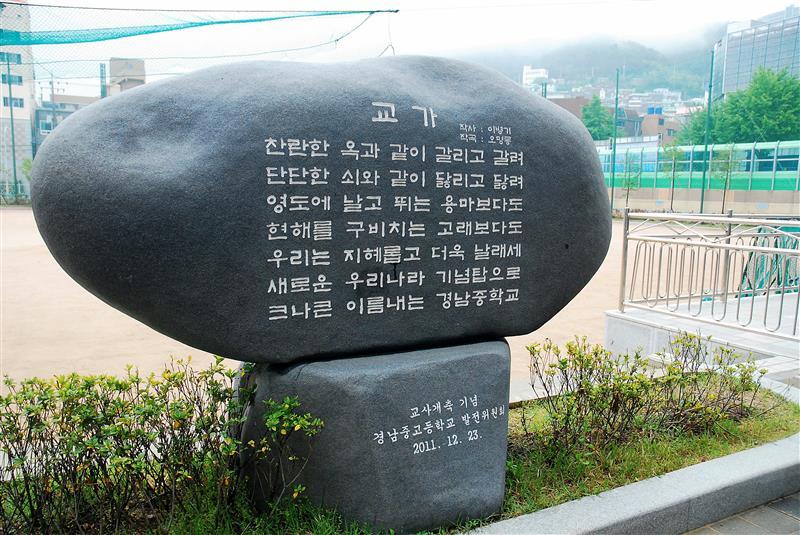 교가
작사 : 이병기
작곡 : 오명룡
찬란한 옥과 같이 갈리고 갈려
단단한 쇠와 같이 닳리고 닳려
영도에 날고 뛰는 용마보다도
현해를 구비치는 고래보다도
우리는 지혜롭고 더욱 날래세
새로운 우리나라 기념탑으로
크나큰 이름내는 경남중학교
교사개축 기념
경남중고등학교 발전위원회
2011. 12. 23.